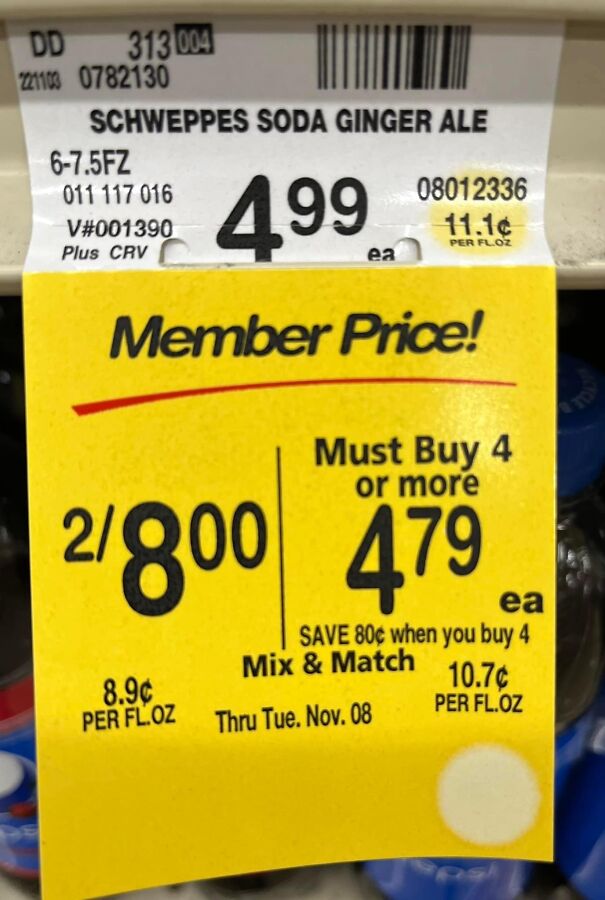 DD 313 004
221103 0782130
SCHWEPPES SODA GINGER ALE
6-7.5FZ
011 117 016
V#001390
Plus CRV
4.99
ea
08012336
11.1¢
PER FL.OZ
Member Price!
2/8.00
8.9¢
PER FL.OZ
Must Buy 4
or more
4.79
ea
SAVE 80¢ when you buy 4
Mix & Match
10.7¢
PER FL.OZ
Thru Tue. Nov. 08
pepsi